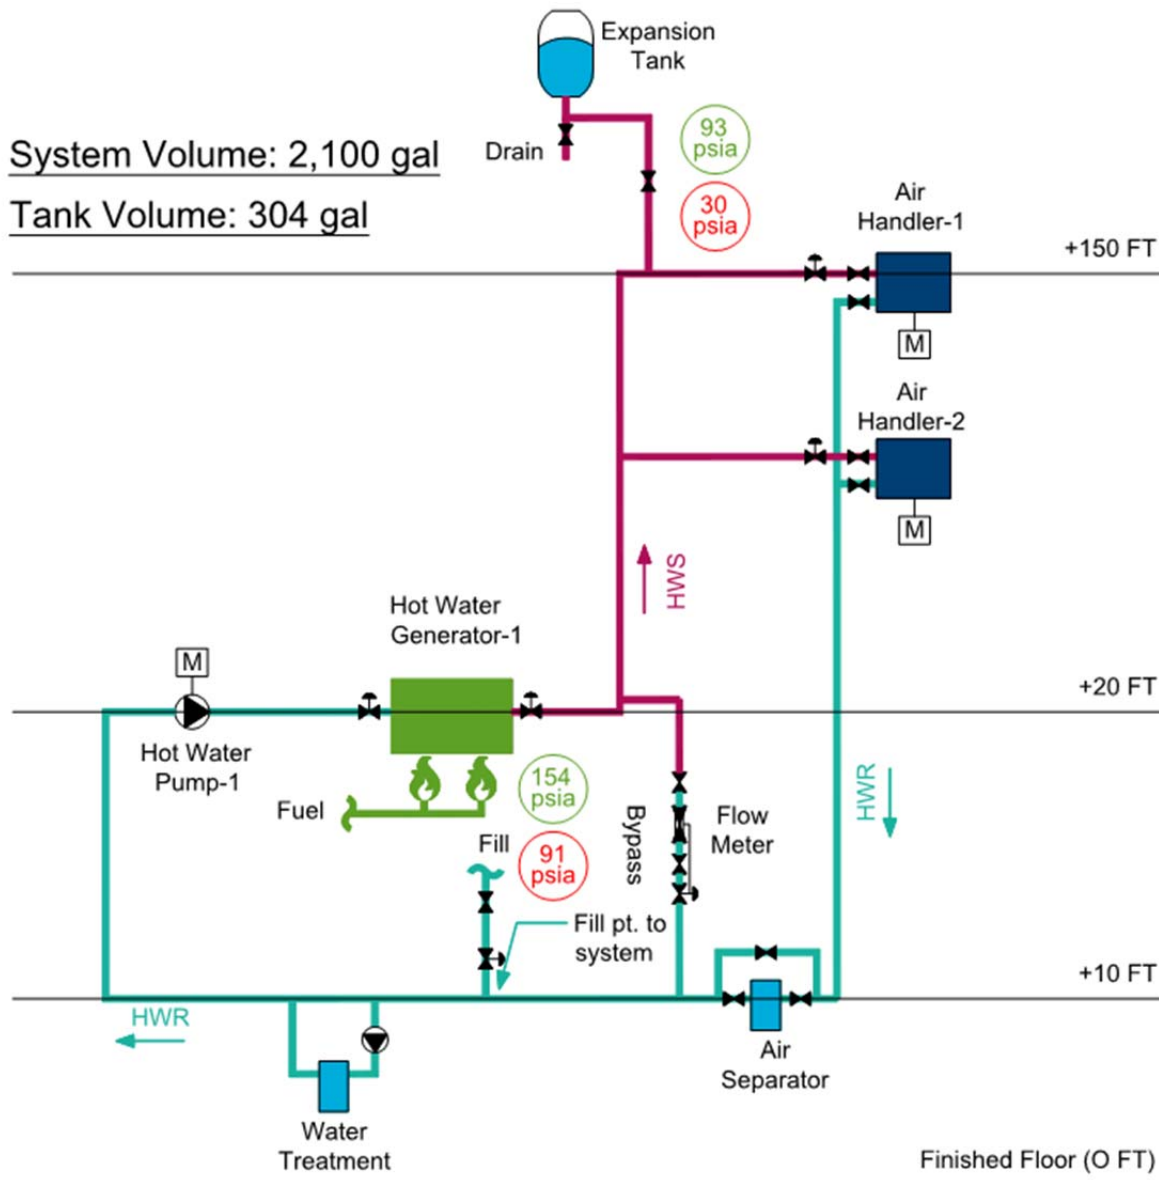 Expansion
Tank
System Volume: 2,100 gal
Tank Volume: 304 gal
Drain
93
psia
30
psia
Air
Handler-1
+150 FT
M
Air
Handler-2
M
HWS
Hot Water
Generator-1
M
+20 FT
Hot Water
Pump-1
Fuel
154
psia
91
psia
Fill
Bypass
Flow
Meter
HWR
Fill pt. to
system
+10 FT
HWR
Air
Separator
Water
Treatment
Finished Floor (O FT)